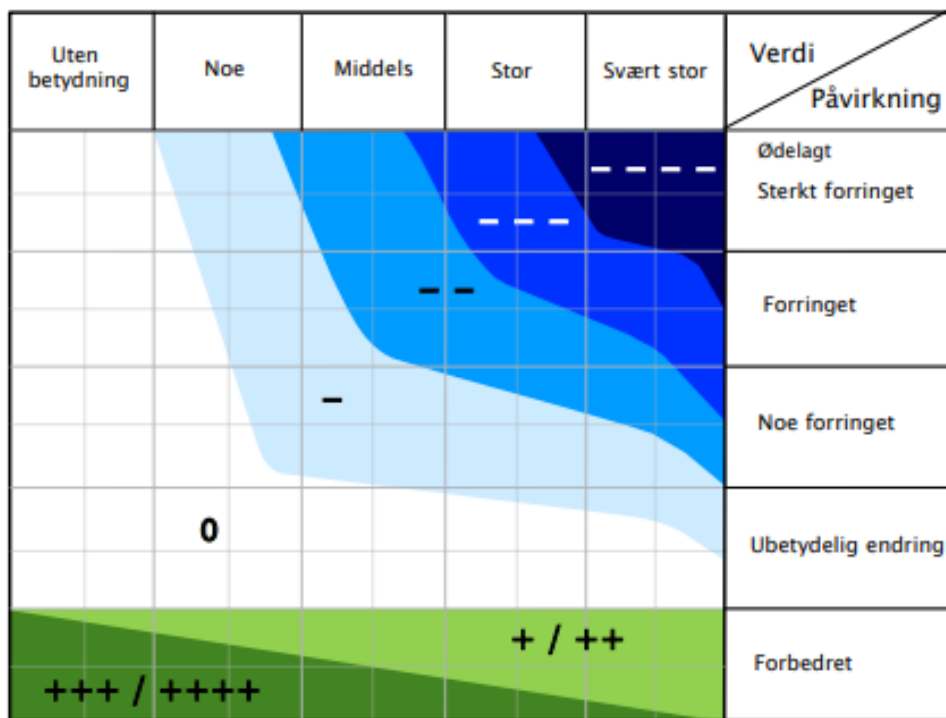 Uten
betydning
Noe
Middels
Stor
Svært stor
Verdi
Påvirkning
Ødelagt
Sterkt forringet
– – – –
– – –
– –
Forringet
–
Noe forringet
0
Ubetydelig endring
+ / ++
Forbedret
+++ / ++++